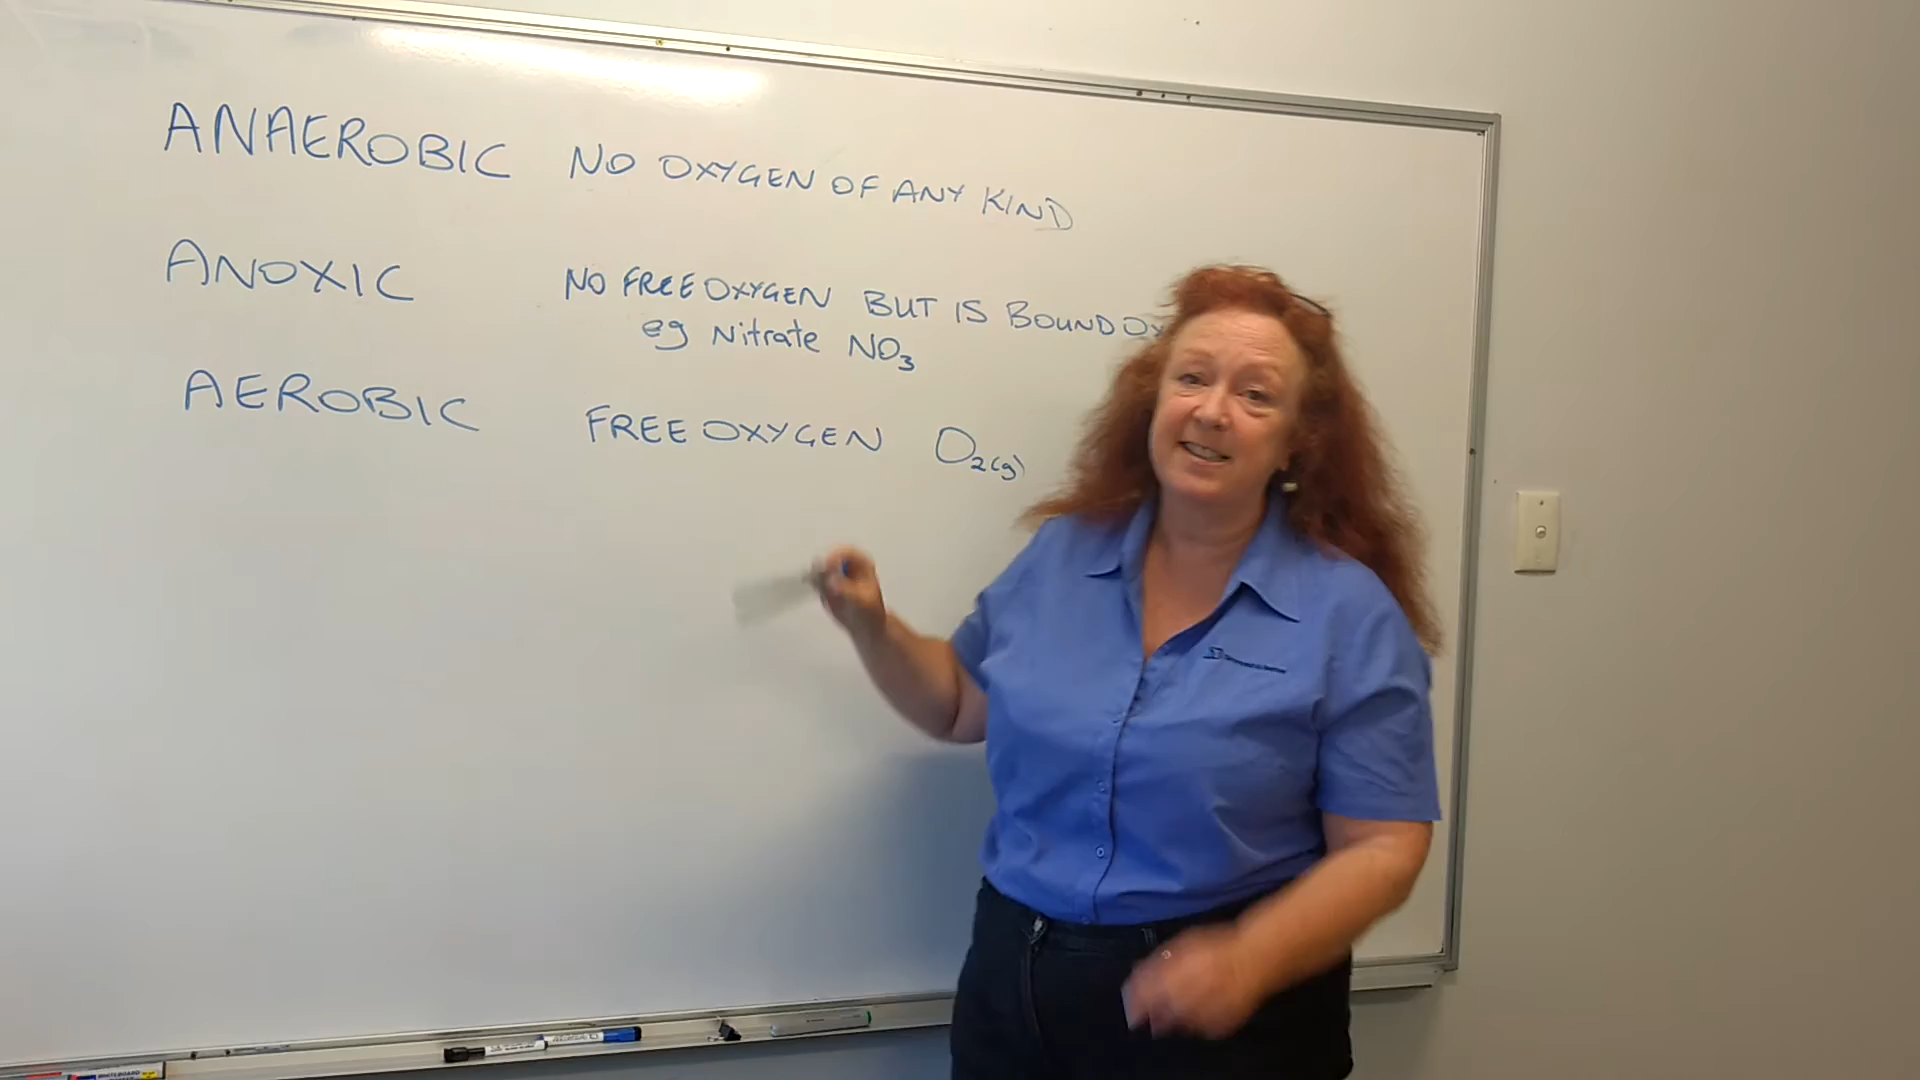 ANAEROBIC NO OXYGEN OF ANY KIND
ANOXIC NO FREE OXYGEN BUT IS BOUND
eg Nitrate NO3
AEROBIC FREE OXYGEN O2(g)
WHITEBOARD